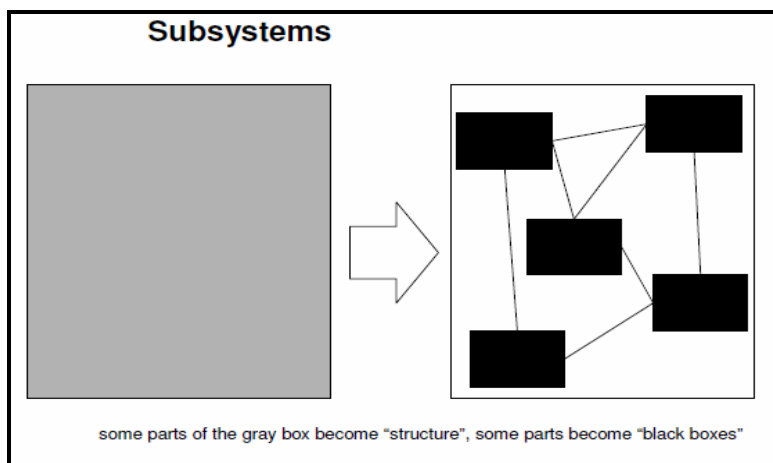 Subsystems
some parts of the gray box become “structure”, some parts become “black boxes”